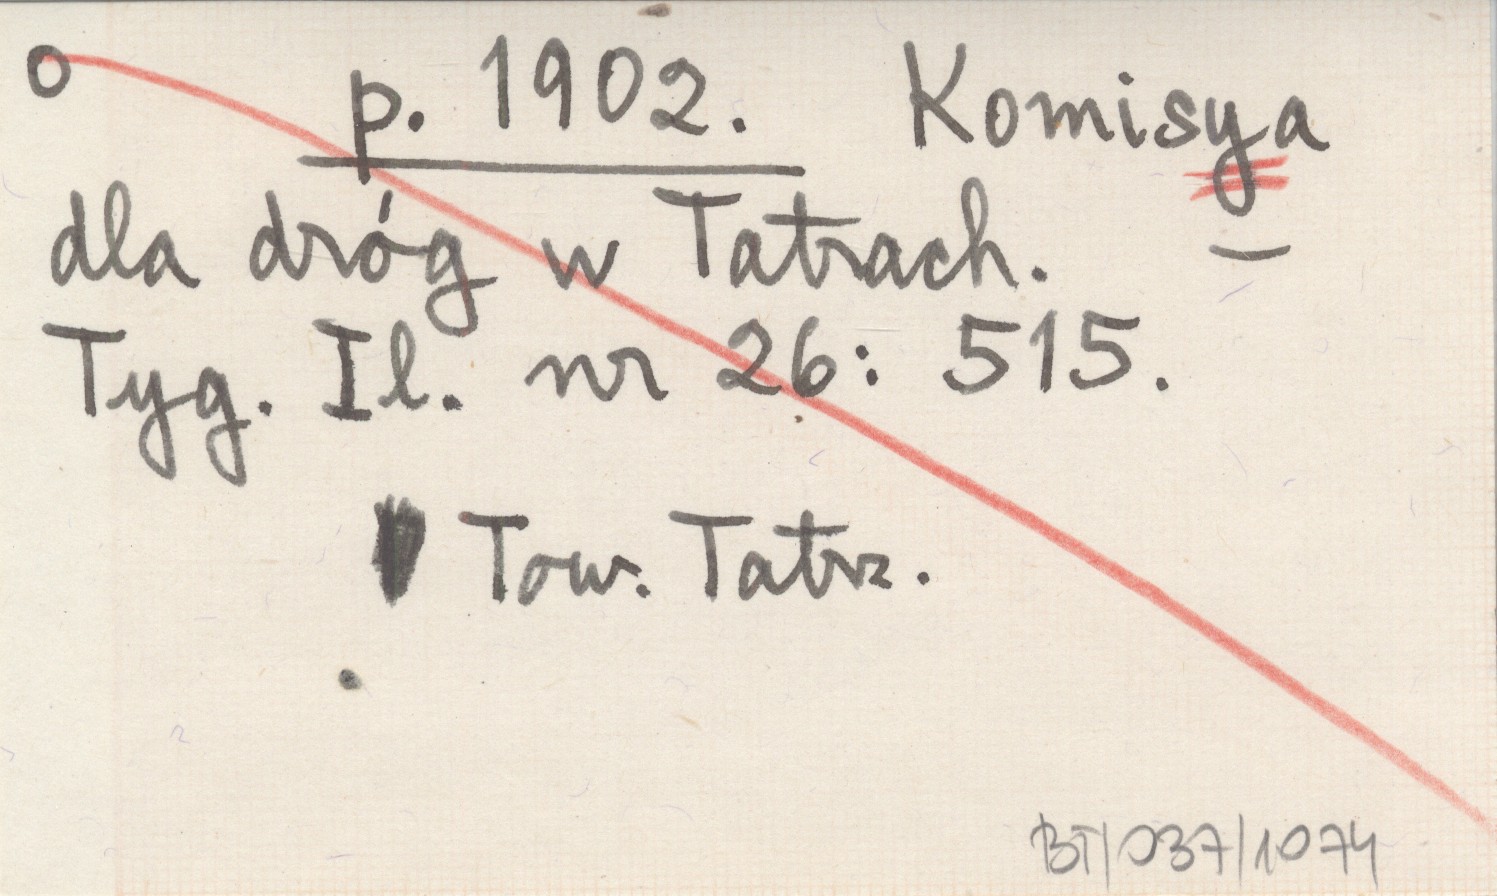 o p. 1902. Komisya
dla dróg w Tatrach.
Tyg. Il. nr 26: 515.
Tow. Tatrz.
BT/037/1074